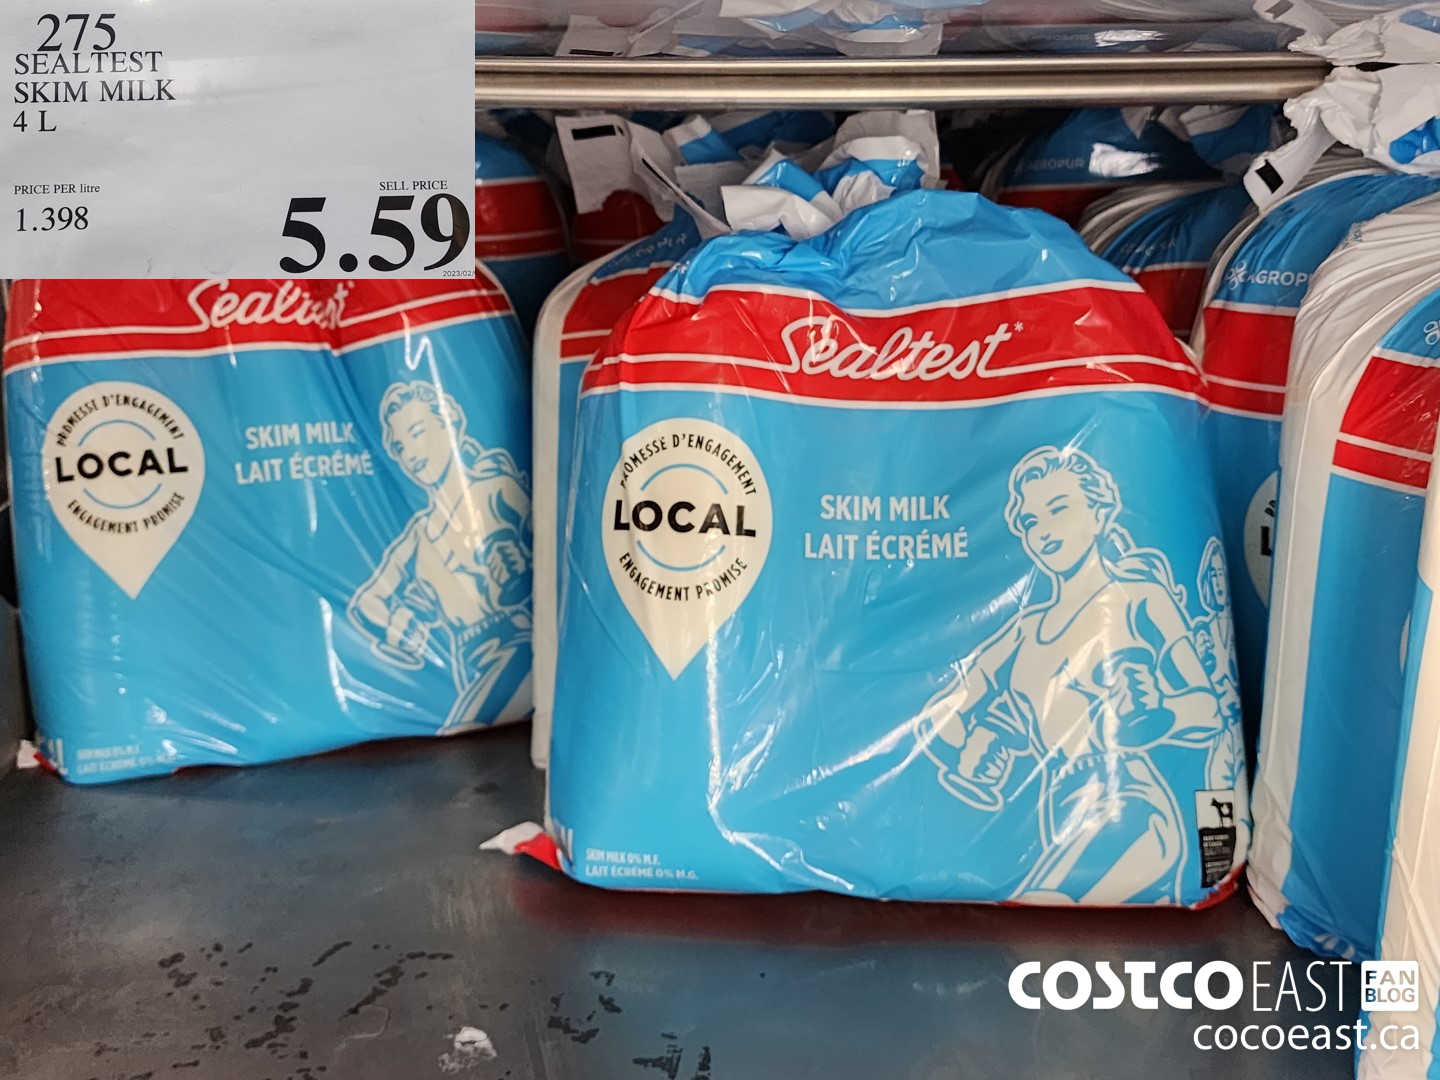 275
SEALTEST
SKIM MILK
4 L
PRICE PER litre
1.398
SELL PRICE
5.59
Sealtest
PROMESSE D'ENGAGEMENT
LOCAL
ENGAGEMENT PROMISE
SKIM MILK
LAIT ÉCRÉMÉ
Sealtest*
PROMESSE D'ENGAGEMENT
LOCAL
ENGAGEMENT PROMISE
SKIM MILK
LAIT ÉCRÉMÉ
SKIM MILK 0% M.F.
LAIT ÉCRÉMÉ 0% M.G.
AGROPUR
COSTCO EAST FAN BLOG
cocoeast.ca